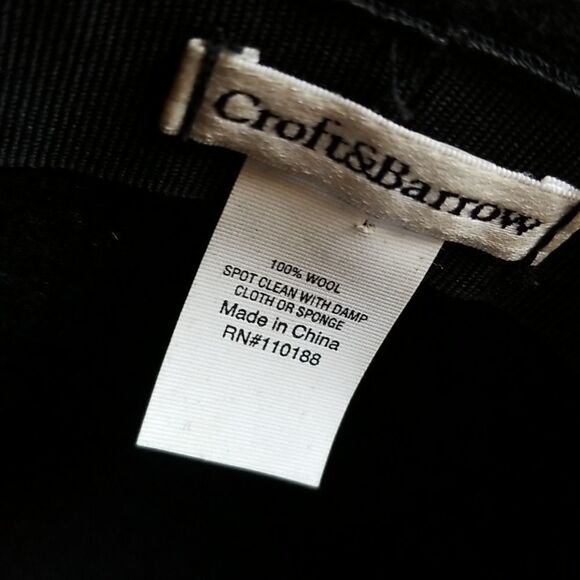 Croft&Barrow
100% WOOL
SPOT CLEAN WITH DAMP
CLOTH OR SPONGE
Made in China
RN#110188